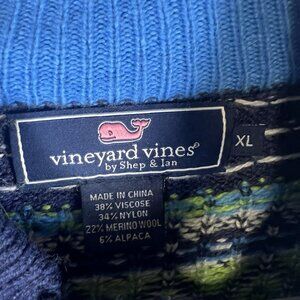 vineyard vines®
by Shep & Ian
XL
MADE IN CHINA
38% VISCOSE
34% NYLON
22% MERINO WOOL
6% ALPACA